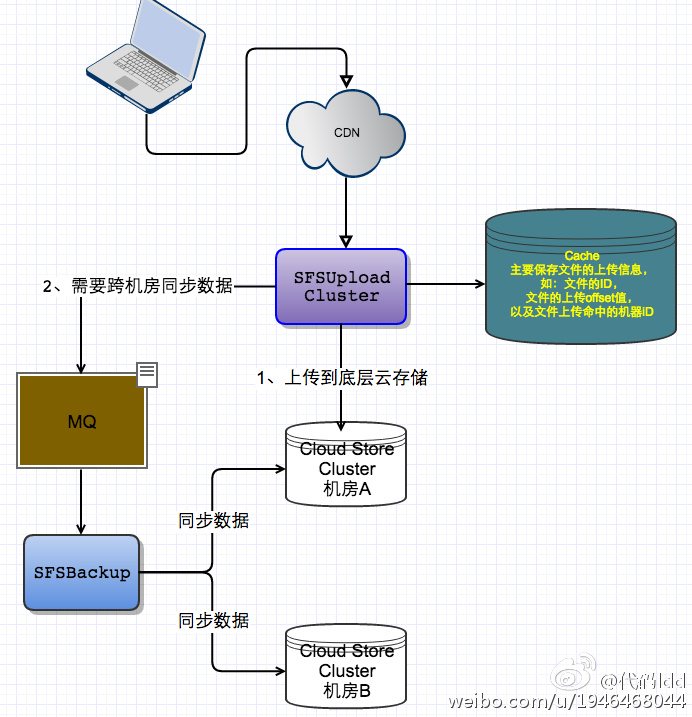 CDN
Cache
主要保存文件的上传信息，
如：文件的ID，
文件的上传offset值，
以及文件上传命中的机器ID
SFSUpload
Cluster
2、需要跨机房同步数据
1、上传到底层云存储
MQ
Cloud Store
Cluster
机房A
同步数据
SFSBackup
同步数据
Cloud Store
Cluster
机房B
@代码dd
weibo.com/u/1946468044